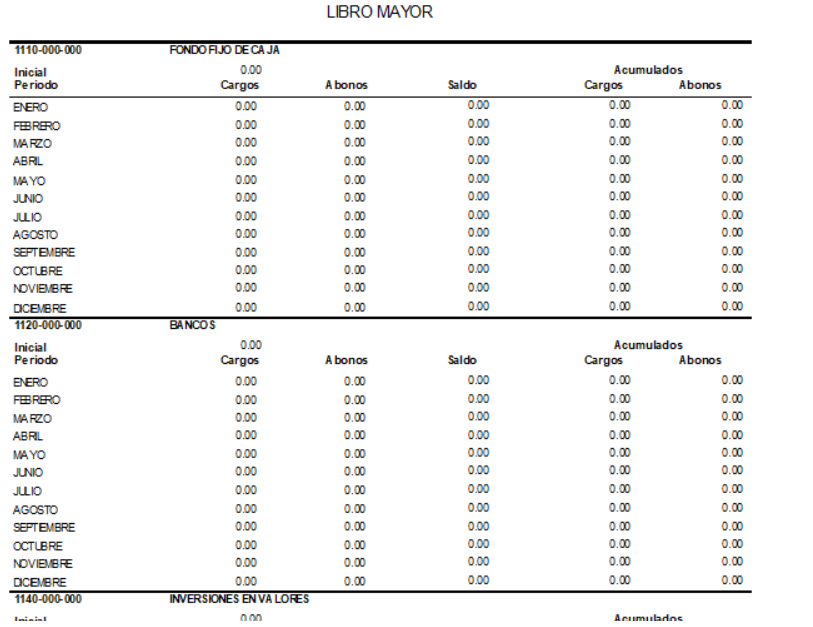 LIBRO MAYOR
1110-000-000 FONDO FIJO DE CAJA
Inicial 0.00 Acumulados
Periodo Cargos Abonos Saldo Cargos Abonos
ENERO 0.00 0.00 0.00 0.00 0.00
FEBRERO 0.00 0.00 0.00 0.00 0.00
MARZO 0.00 0.00 0.00 0.00 0.00
ABRIL 0.00 0.00 0.00 0.00 0.00
MAYO 0.00 0.00 0.00 0.00 0.00
JUNIO 0.00 0.00 0.00 0.00 0.00
JULIO 0.00 0.00 0.00 0.00 0.00
AGOSTO 0.00 0.00 0.00 0.00 0.00
SEPTIEMBRE 0.00 0.00 0.00 0.00 0.00
OCTUBRE 0.00 0.00 0.00 0.00 0.00
NOVIEMBRE 0.00 0.00 0.00 0.00 0.00
DICIEMBRE 0.00 0.00 0.00 0.00 0.00
1120-000-000 BANCOS
Inicial 0.00 Acumulados
Periodo Cargos Abonos Saldo Cargos Abonos
ENERO 0.00 0.00 0.00 0.00 0.00
FEBRERO 0.00 0.00 0.00 0.00 0.00
MARZO 0.00 0.00 0.00 0.00 0.00
ABRIL 0.00 0.00 0.00 0.00 0.00
MAYO 0.00 0.00 0.00 0.00 0.00
JUNIO 0.00 0.00 0.00 0.00 0.00
JULIO 0.00 0.00 0.00 0.00 0.00
AGOSTO 0.00 0.00 0.00 0.00 0.00
SEPTIEMBRE 0.00 0.00 0.00 0.00 0.00
OCTUBRE 0.00 0.00 0.00 0.00 0.00
NOVIEMBRE 0.00 0.00 0.00 0.00 0.00
DICIEMBRE 0.00 0.00 0.00 0.00 0.00
1140-000-000 INVERSIONES EN VALORES
Inicial 0.00 Acumulados